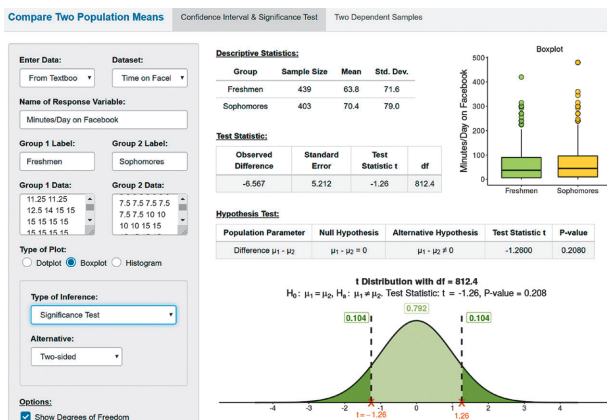 Compare Two Population Means
Confidence Interval & Significance Test
Two Dependent Samples
Enter Data:
Dataset:
From Textboo
Time on Facel
Name of Response Variable:
Minutes/Day on Facebook
Group 1 Label:
Group 2 Label:
Freshmen
Sophomores
Group 1 Data:
Group 2 Data:
11.25 11.25
12.5 14 15 15
15 15 15 15
15 15 15 15
7.5 7.5 7.5 7.5
7.5 7.5 10 10
10 10 15 15
Type of Plot:
Dotplot
Boxplot
Histogram
Type of Inference:
Significance Test
Alternative:
Two-sided
Options:
Show Degrees of Freedom
Descriptive Statistics:
Group Sample Size Mean Std. Dev.
Freshmen 439 63.8 71.6
Sophomores 403 70.4 79.0
Test Statistic:
Observed Difference Standard Error Test Statistic t df
-6.567 5.212 -1.26 812.4
Boxplot
Minutes/Day on Facebook
500
400
300
200
100
0
Freshmen Sophomores
Hypothesis Test:
Population Parameter Null Hypothesis Alternative Hypothesis Test Statistic t P-value
Difference μ1 - μ2 μ1 - μ2 = 0 μ1 - μ2 ≠ 0 -1.2600 0.2080
t Distribution with df = 812.4
H0: μ1 = μ2, Ha: μ1 ≠ μ2. Test Statistic: t = -1.26, P-value = 0.208
0.104 0.792 0.104
-4 -3 -2 -1 0 1 2 3 4
t=-1.26 1.26